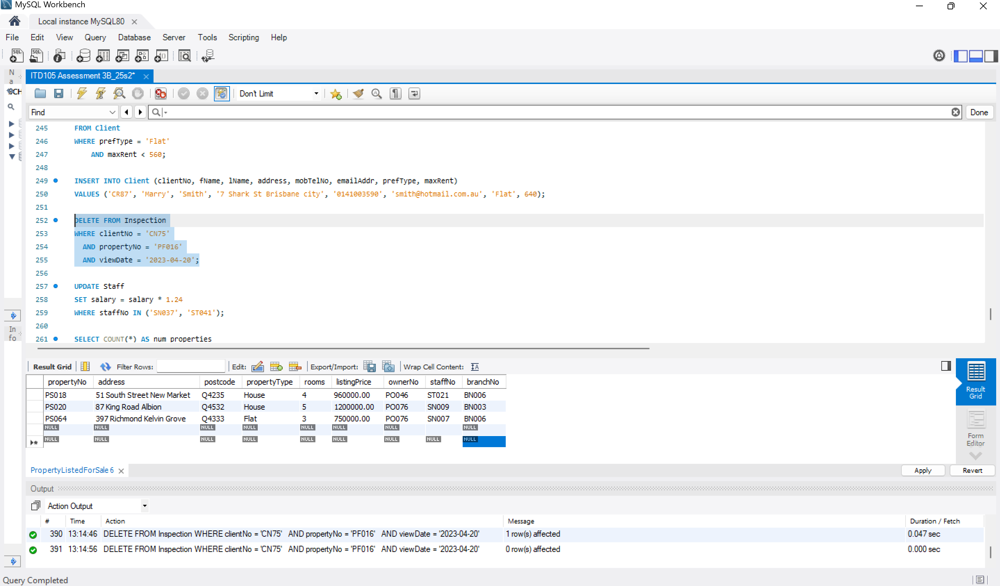 MySQL Workbench
Local instance MySQL80
File Edit View Query Database Server Tools Scripting Help
N
a
ITD105 Assessment 3B_25s2*
SCH
Don't Limit
Find
Done
245 FROM Client
246 WHERE prefType = 'Flat'
247 AND maxRent < 560;
248
249 INSERT INTO Client (clientNo, fName, lName, address, mobTelNo, emailAddr, prefType, maxRent)
250 VALUES ('CR87', 'Marry', 'Smith', '7 Shark St Brisbane city', '0141003590', 'smith@hotmail.com.au', 'Flat', 640);
251
252 DELETE FROM Inspection
253 WHERE clientNo = 'CN75'
254 AND propertyNo = 'PF016'
255 AND viewDate = '2023-04-20';
256
257 UPDATE Staff
258 SET salary = salary * 1.24
259 WHERE staffNo IN ('SN037', 'ST041');
260
261 SELECT COUNT(*) AS num_properties
In
fo
Result Grid Filter Rows: Edit: Export/Import: Wrap Cell Content:
propertyNo address postcode propertyType rooms listingPrice ownerNo staffNo branchNo
PS018 51 South Street New Market Q4235 House 4 960000.00 PO046 ST021 BN006
PS020 87 King Road Albion Q4532 House 5 1200000.00 PO076 SN009 BN003
PS064 397 Richmond Kelvin Grove Q4333 Flat 3 750000.00 PO076 SN007 BN006
NULL NULL NULL NULL NULL NULL NULL NULL
NULL NULL NULL NULL NULL NULL NULL NULL NULL
Result
Grid
Form
Editor
PropertyListedForSale 6
Apply Revert
Output
Action Output
# Time Action Message Duration / Fetch
390 13:14:46 DELETE FROM Inspection WHERE clientNo = 'CN75' AND propertyNo = 'PF016' AND viewDate = '2023-04-20' 1 row(s) affected 0.047 sec
391 13:14:56 DELETE FROM Inspection WHERE clientNo = 'CN75' AND propertyNo = 'PF016' AND viewDate = '2023-04-20' 0 row(s) affected 0.000 sec
Query Completed